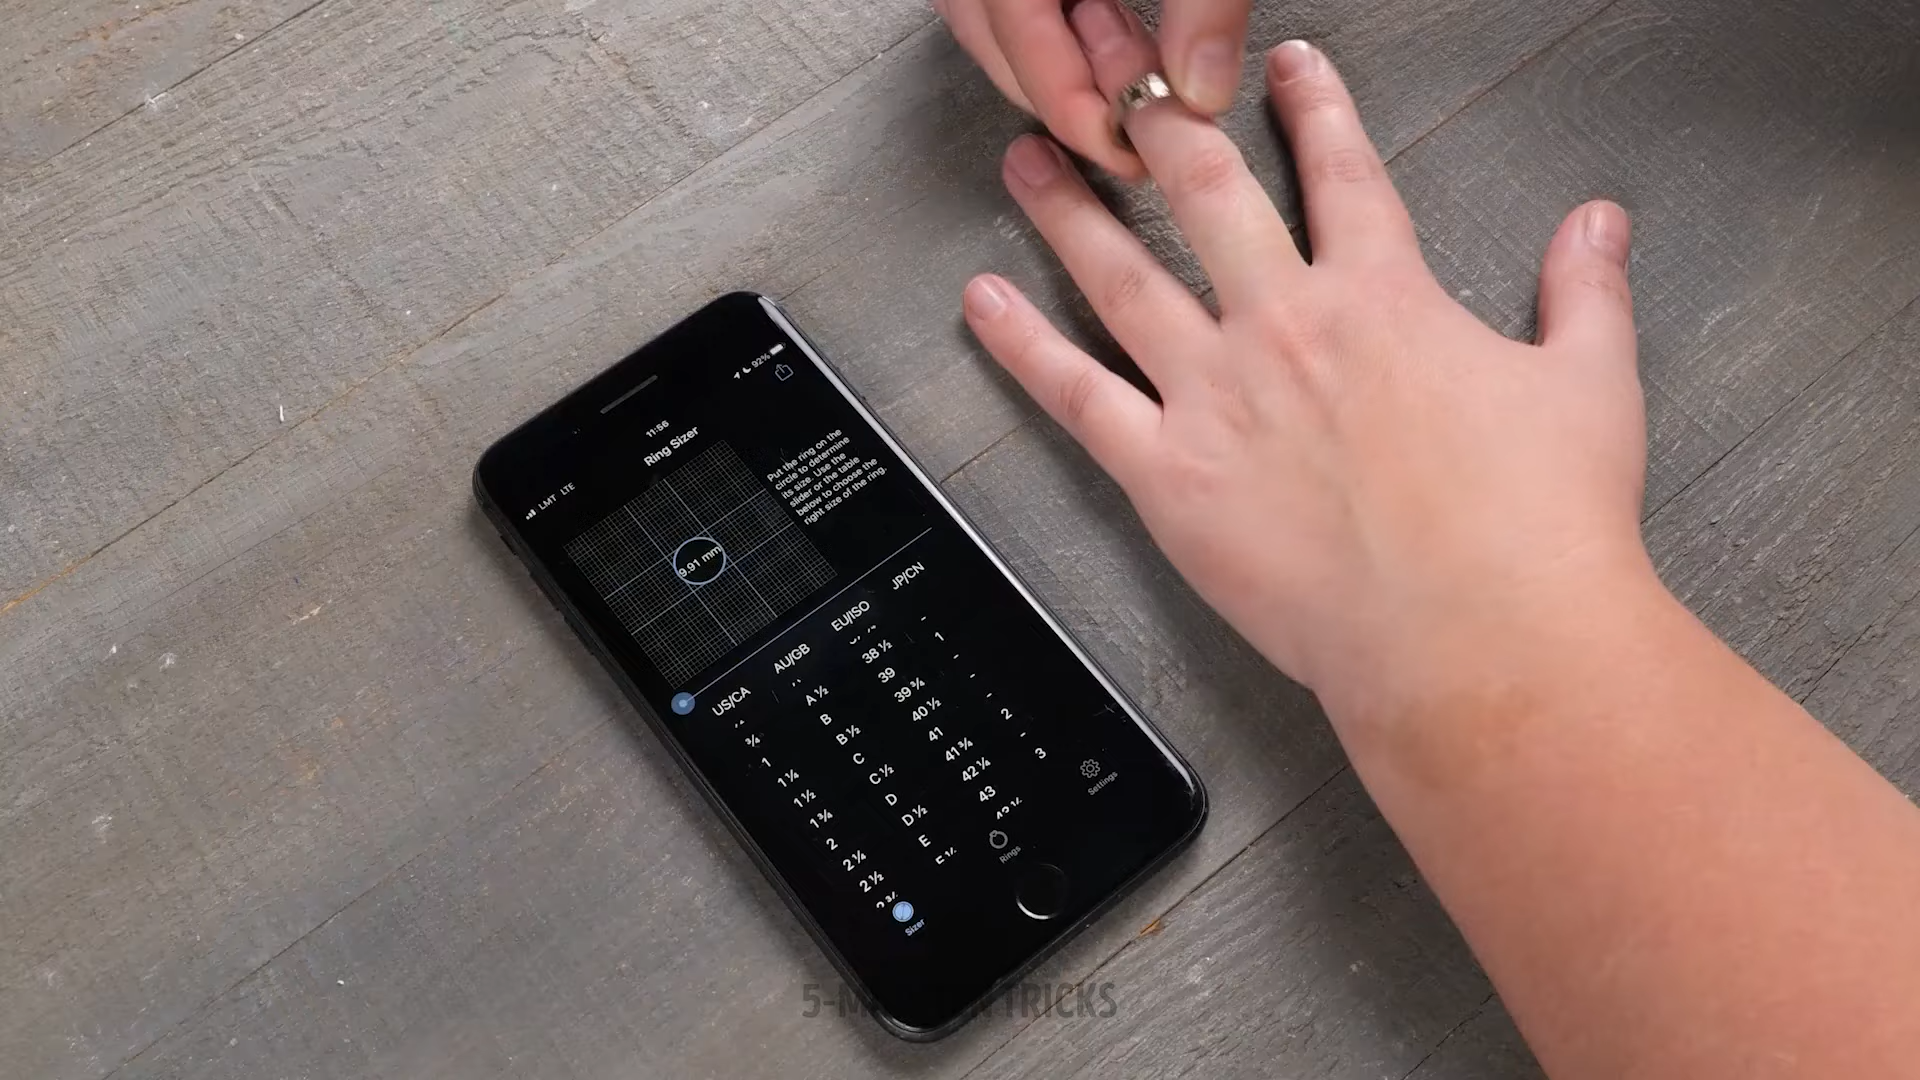 LMT LTE
11:56
92%
Ring Sizer
9.91 mm
Put the ring on the
circle to determine
its size. Use the
slider or the table
below to choose the
right size of the ring.
US/CA AU/GB EU/ISO JP/CN
¾ A ½ 38 ½ 1
1 B 39 -
1 ¼ B ½ 39 ¾ -
1 ½ C 40 ½ -
1 ¾ C ½ 41 2
2 D 41 ¾ -
2 ¼ D ½ 42 ¼ 3
2 ½ E 43
Sizer
Rings
Settings
TRICKS